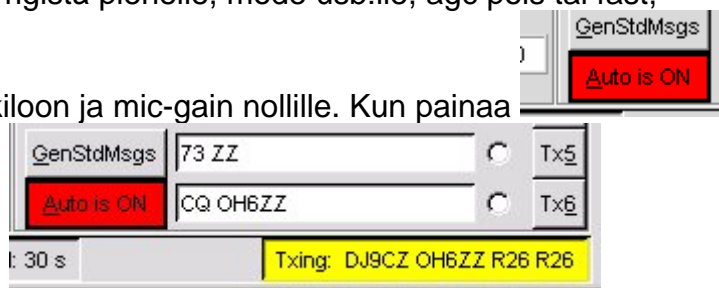 pienelle, mode usb:lle, agc pois tai fast,
GenStdMsgs
Auto is ON
kiloon ja mic-gain nollille. Kun painaa
GenStdMsgs 73 ZZ Tx5
Auto is ON CQ OH6ZZ Tx6
: 30 s Txing: DJ9CZ OH6ZZ R26 R26